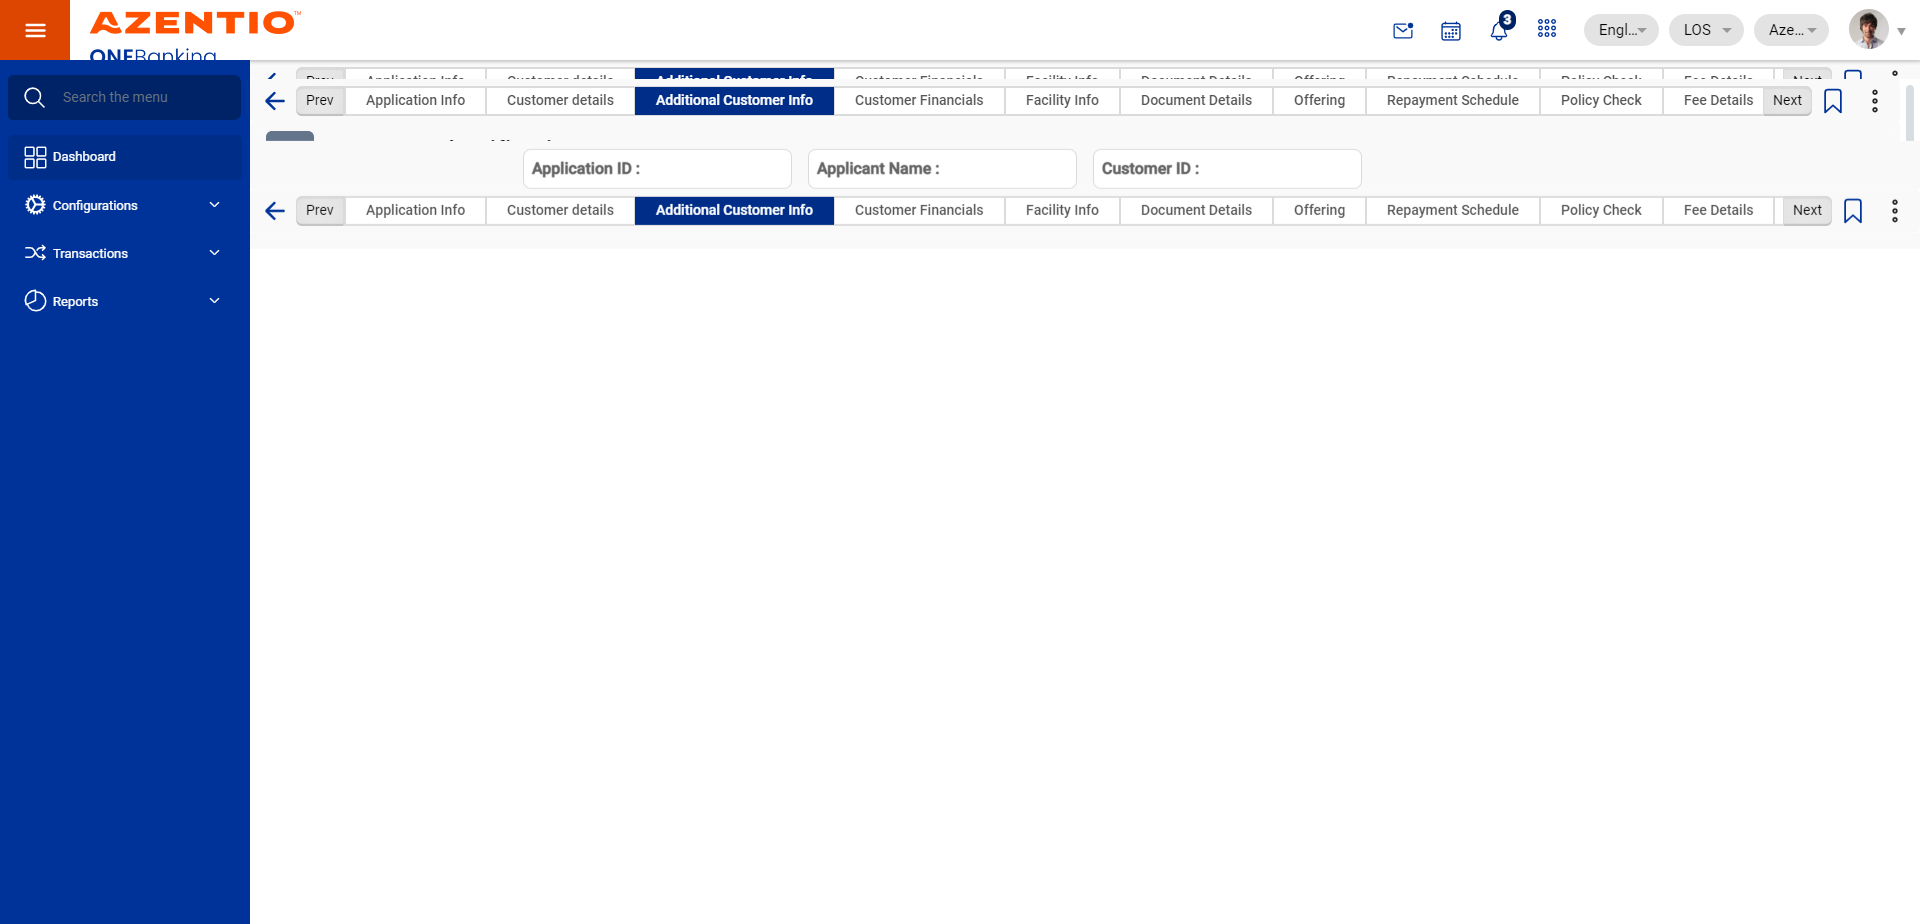 AZENTIO™
ONEBanking
3
Engl...
LOS
Aze...
Search the menu
Dashboard
Configurations
Transactions
Reports
Prev Application Info Customer details Additional Customer Info Customer Financials Facility Info Document Details Offering Repayment Schedule Policy Check Fee Details Next
Prev Application Info Customer details Additional Customer Info Customer Financials Facility Info Document Details Offering Repayment Schedule Policy Check Fee Details Next
Application ID :
Applicant Name :
Customer ID :
Prev Application Info Customer details Additional Customer Info Customer Financials Facility Info Document Details Offering Repayment Schedule Policy Check Fee Details Next